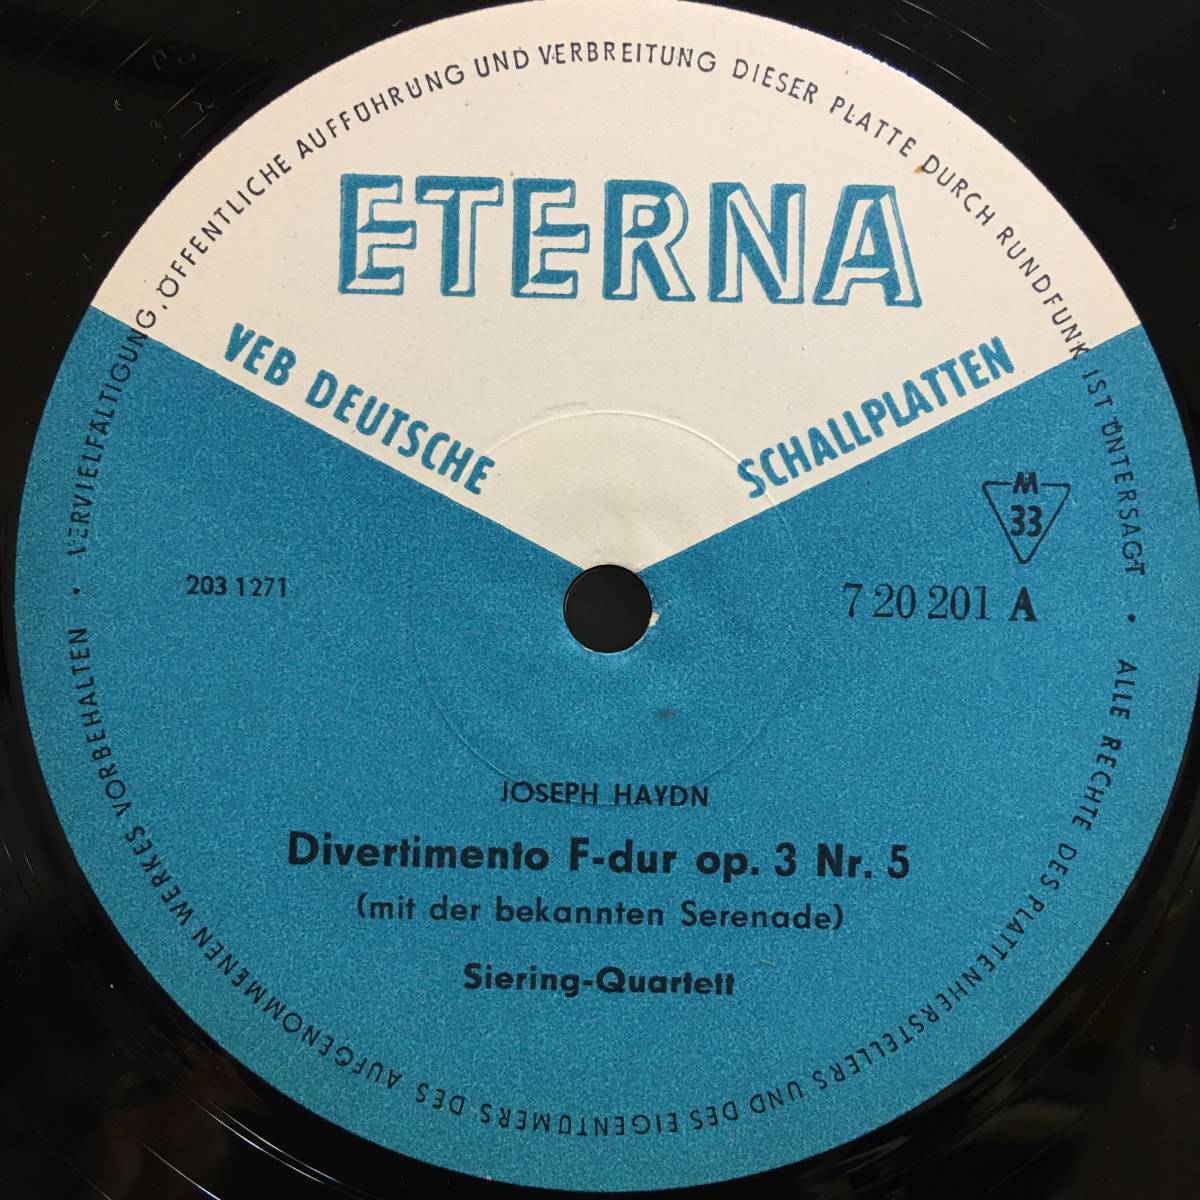 ETERNA
VEB DEUTSCHE SCHALLPLATTEN
M
33
203 1271
7 20 201 A
JOSEPH HAYDN
Divertimento F-dur op. 3 Nr. 5
(mit der bekannten Serenade)
Siering-Quartett
ALLE RECHTE DES PLATTENHERSTELLERS UND DES EIGENTÜMERS DES AUFGENOMMENEN WERKES VORBEHALTEN · VERVIELFÄLTIGUNG, ÖFFENTLICHE AUFFÜHRUNG UND VERBREITUNG DIESER PLATTE DURCH RUNDFUNK IST UNTERSAGT ·